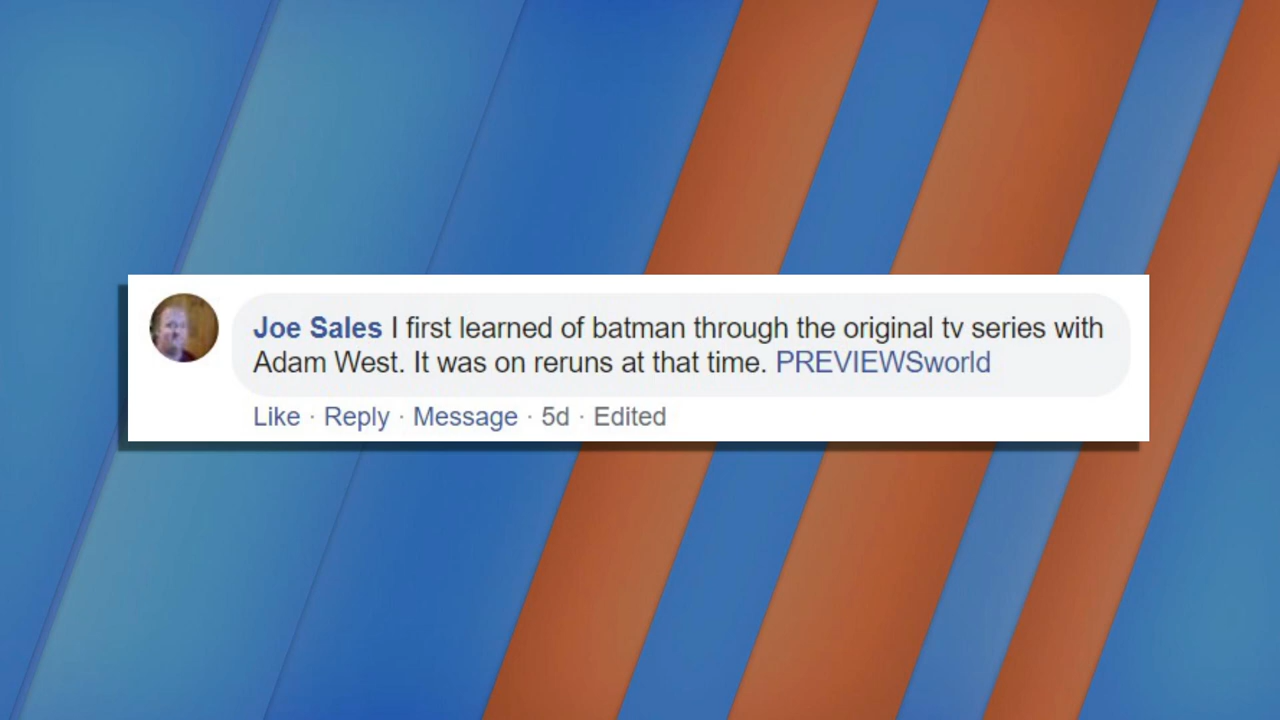 Joe Sales I first learned of batman through the original tv series with
Adam West. It was on reruns at that time. PREVIEWSworld
Like · Reply · Message · 5d · Edited